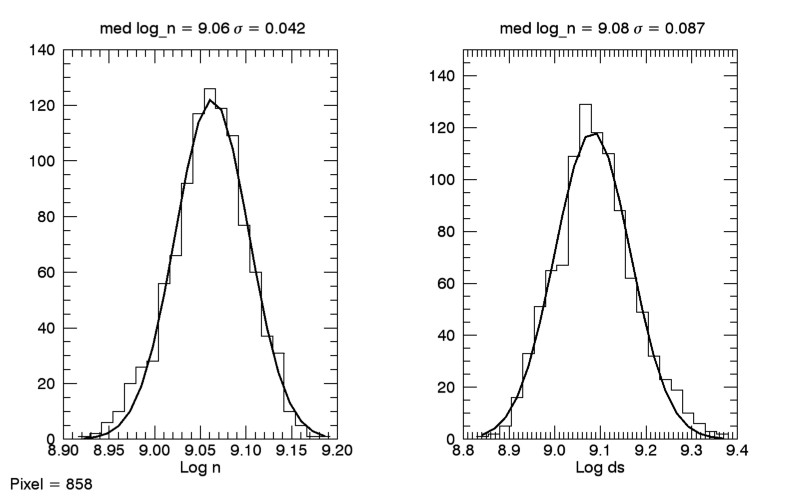 med log_n = 9.06 σ = 0.042
med log_n = 9.08 σ = 0.087
140
120
100
80
60
40
20
0
8.90 8.95 9.00 9.05 9.10 9.15 9.20
Log n
140
120
100
80
60
40
20
0
8.8 8.9 9.0 9.1 9.2 9.3 9.4
Log ds
Pixel = 858